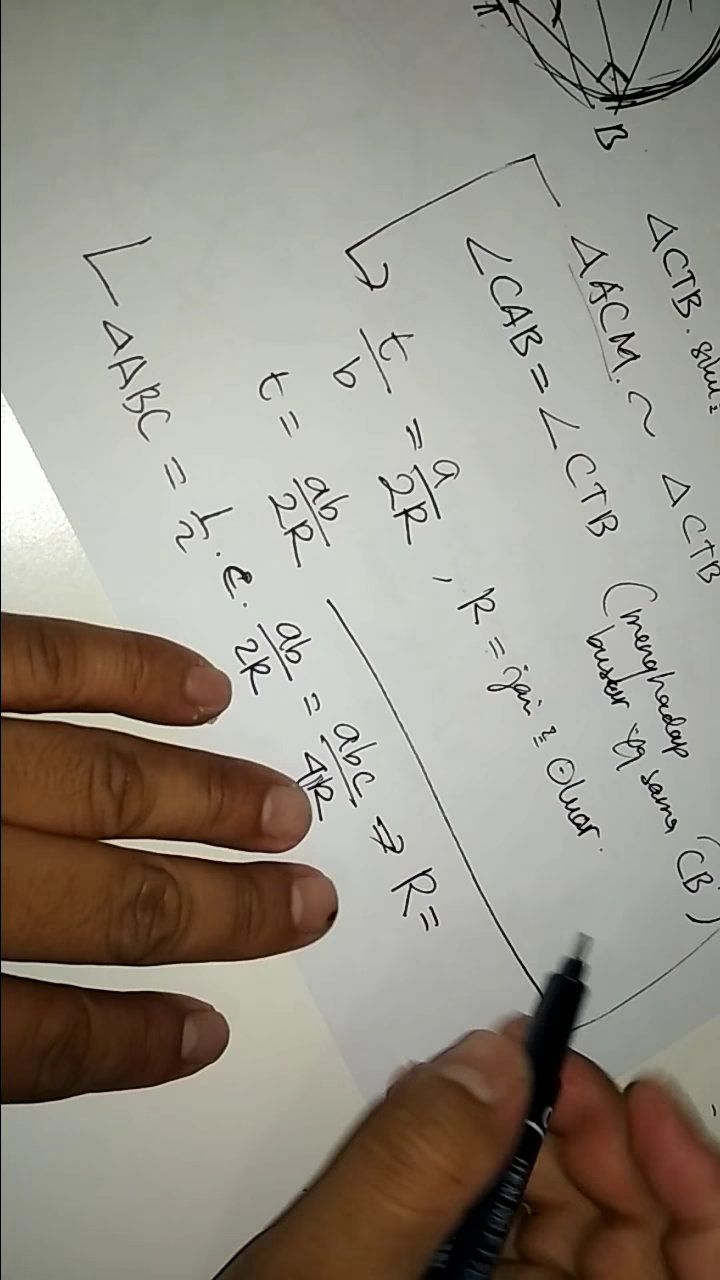 B
ΔCTB. siku²
ΔACM. ~ ΔCTB
∠CAB = ∠CTB (menghadap busur yg sama (CB)
t/b = a/2R, R = jari² ⊙luar.
t = ab/2R
L ΔABC = 1/2 . c. ab/2R = abc/4R ⇒ R =